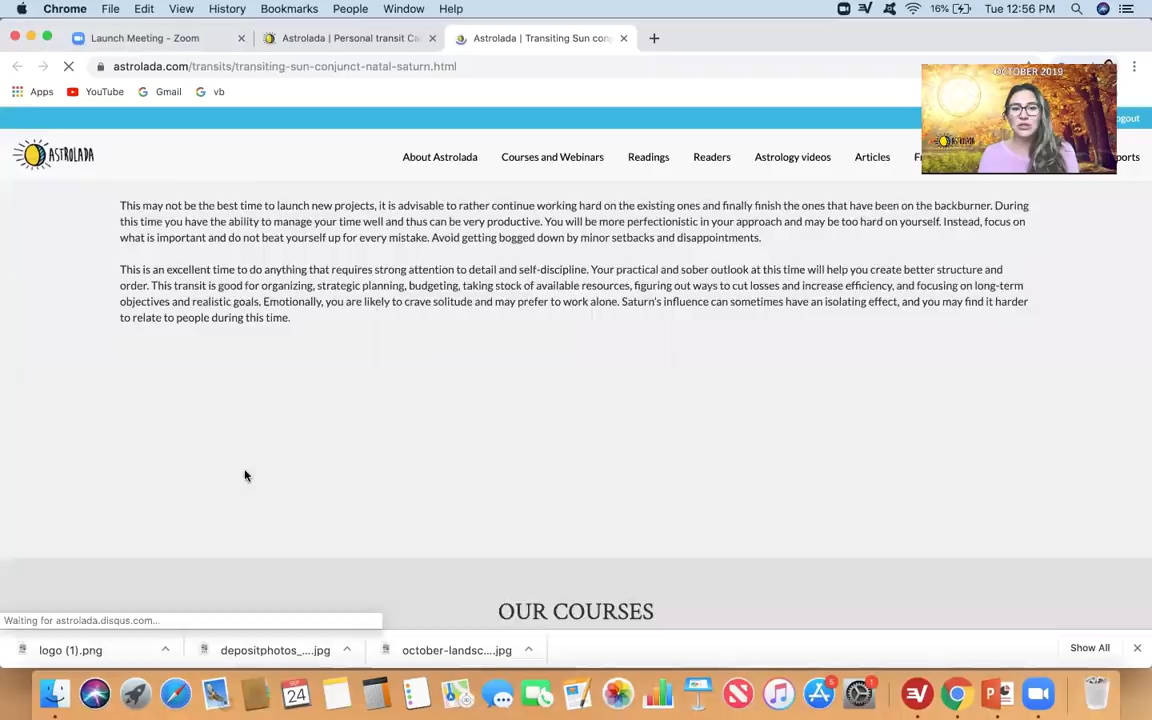 Chrome File Edit View History Bookmarks People Window Help 16% Tue 12:56 PM
Launch Meeting - Zoom Astrolada | Personal transit Ca Astrolada | Transiting Sun con
astrolada.com/transits/transiting-sun-conjunct-natal-saturn.html
Apps YouTube Gmail vb
OCTOBER 2019
ogout
ASTROLADA About Astrolada Courses and Webinars Readings Readers Astrology videos Articles F ports
ASTROLADA
This may not be the best time to launch new projects, it is advisable to rather continue working hard on the existing ones and finally finish the ones that have been on the backburner. During
this time you have the ability to manage your time well and thus can be very productive. You will be more perfectionistic in your approach and may be too hard on yourself. Instead, focus on
what is important and do not beat yourself up for every mistake. Avoid getting bogged down by minor setbacks and disappointments.
This is an excellent time to do anything that requires strong attention to detail and self-discipline. Your practical and sober outlook at this time will help you create better structure and
order. This transit is good for organizing, strategic planning, budgeting, taking stock of available resources, figuring out ways to cut losses and increase efficiency, and focusing on long-term
objectives and realistic goals. Emotionally, you are likely to crave solitude and may prefer to work alone. Saturn's influence can sometimes have an isolating effect, and you may find it harder
to relate to people during this time.
OUR COURSES
Waiting for astrolada.disqus.com...
logo (1).png depositphotos_....jpg october-landsc....jpg Show All
SEP
24
5
1